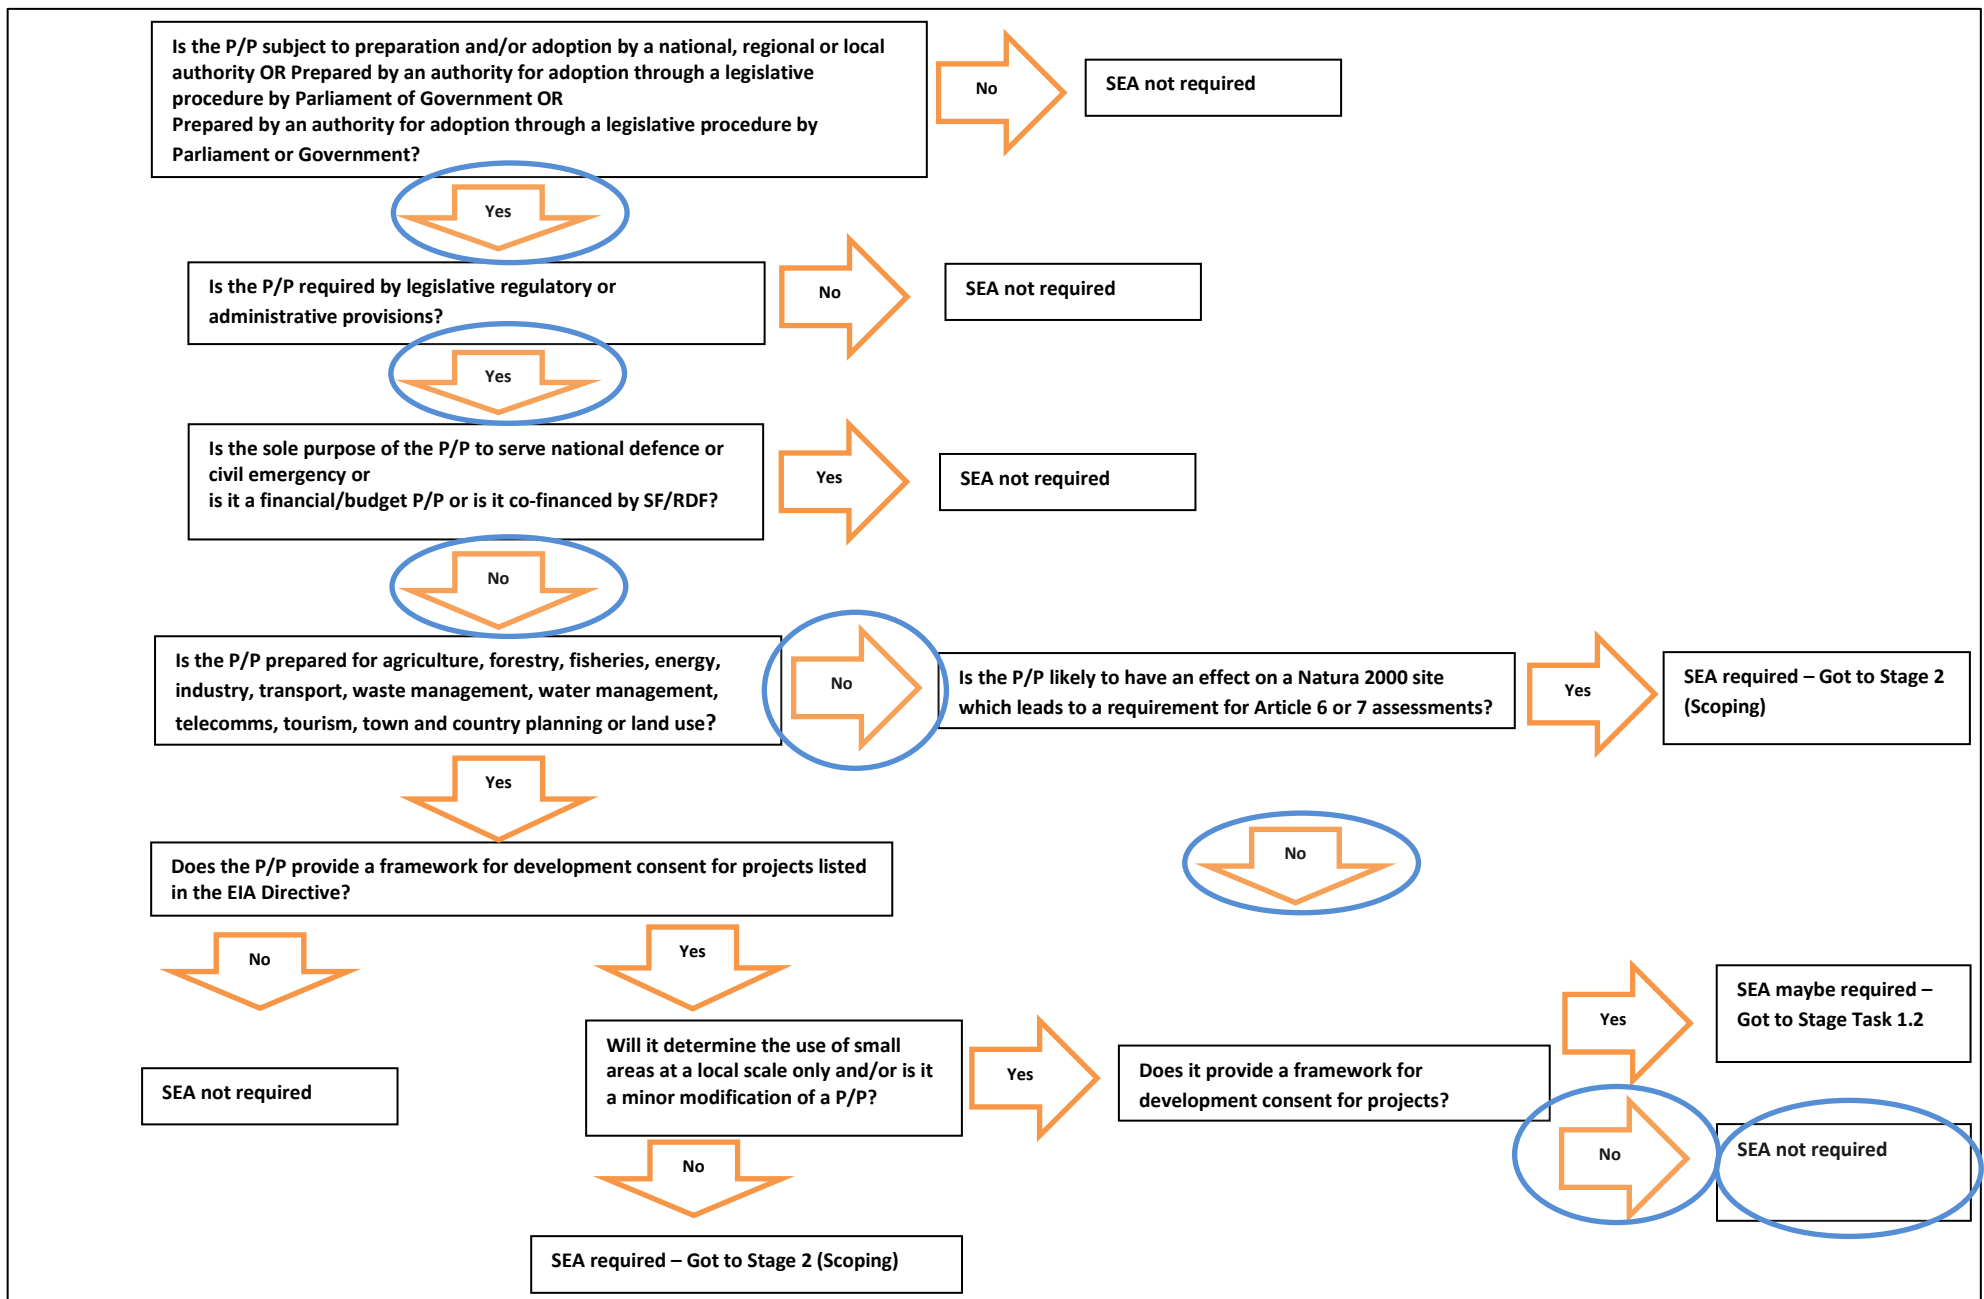 Is the P/P subject to preparation and/or adoption by a national, regional or local
authority OR Prepared by an authority for adoption through a legislative
procedure by Parliament of Government OR
Prepared by an authority for adoption through a legislative procedure by
Parliament or Government?
No
SEA not required
Yes
Is the P/P required by legislative regulatory or
administrative provisions?
No
SEA not required
Yes
Is the sole purpose of the P/P to serve national defence or
civil emergency or
is it a financial/budget P/P or is it co-financed by SF/RDF?
Yes
SEA not required
No
Is the P/P prepared for agriculture, forestry, fisheries, energy,
industry, transport, waste management, water management,
telecomms, tourism, town and country planning or land use?
No
Is the P/P likely to have an effect on a Natura 2000 site
which leads to a requirement for Article 6 or 7 assessments?
Yes
SEA required – Got to Stage 2
(Scoping)
Yes
No
Does the P/P provide a framework for development consent for projects listed
in the EIA Directive?
No
Yes
SEA not required
Will it determine the use of small
areas at a local scale only and/or is it
a minor modification of a P/P?
Yes
Does it provide a framework for
development consent for projects?
Yes
SEA maybe required –
Got to Stage Task 1.2
No
SEA not required
No
SEA required – Got to Stage 2 (Scoping)